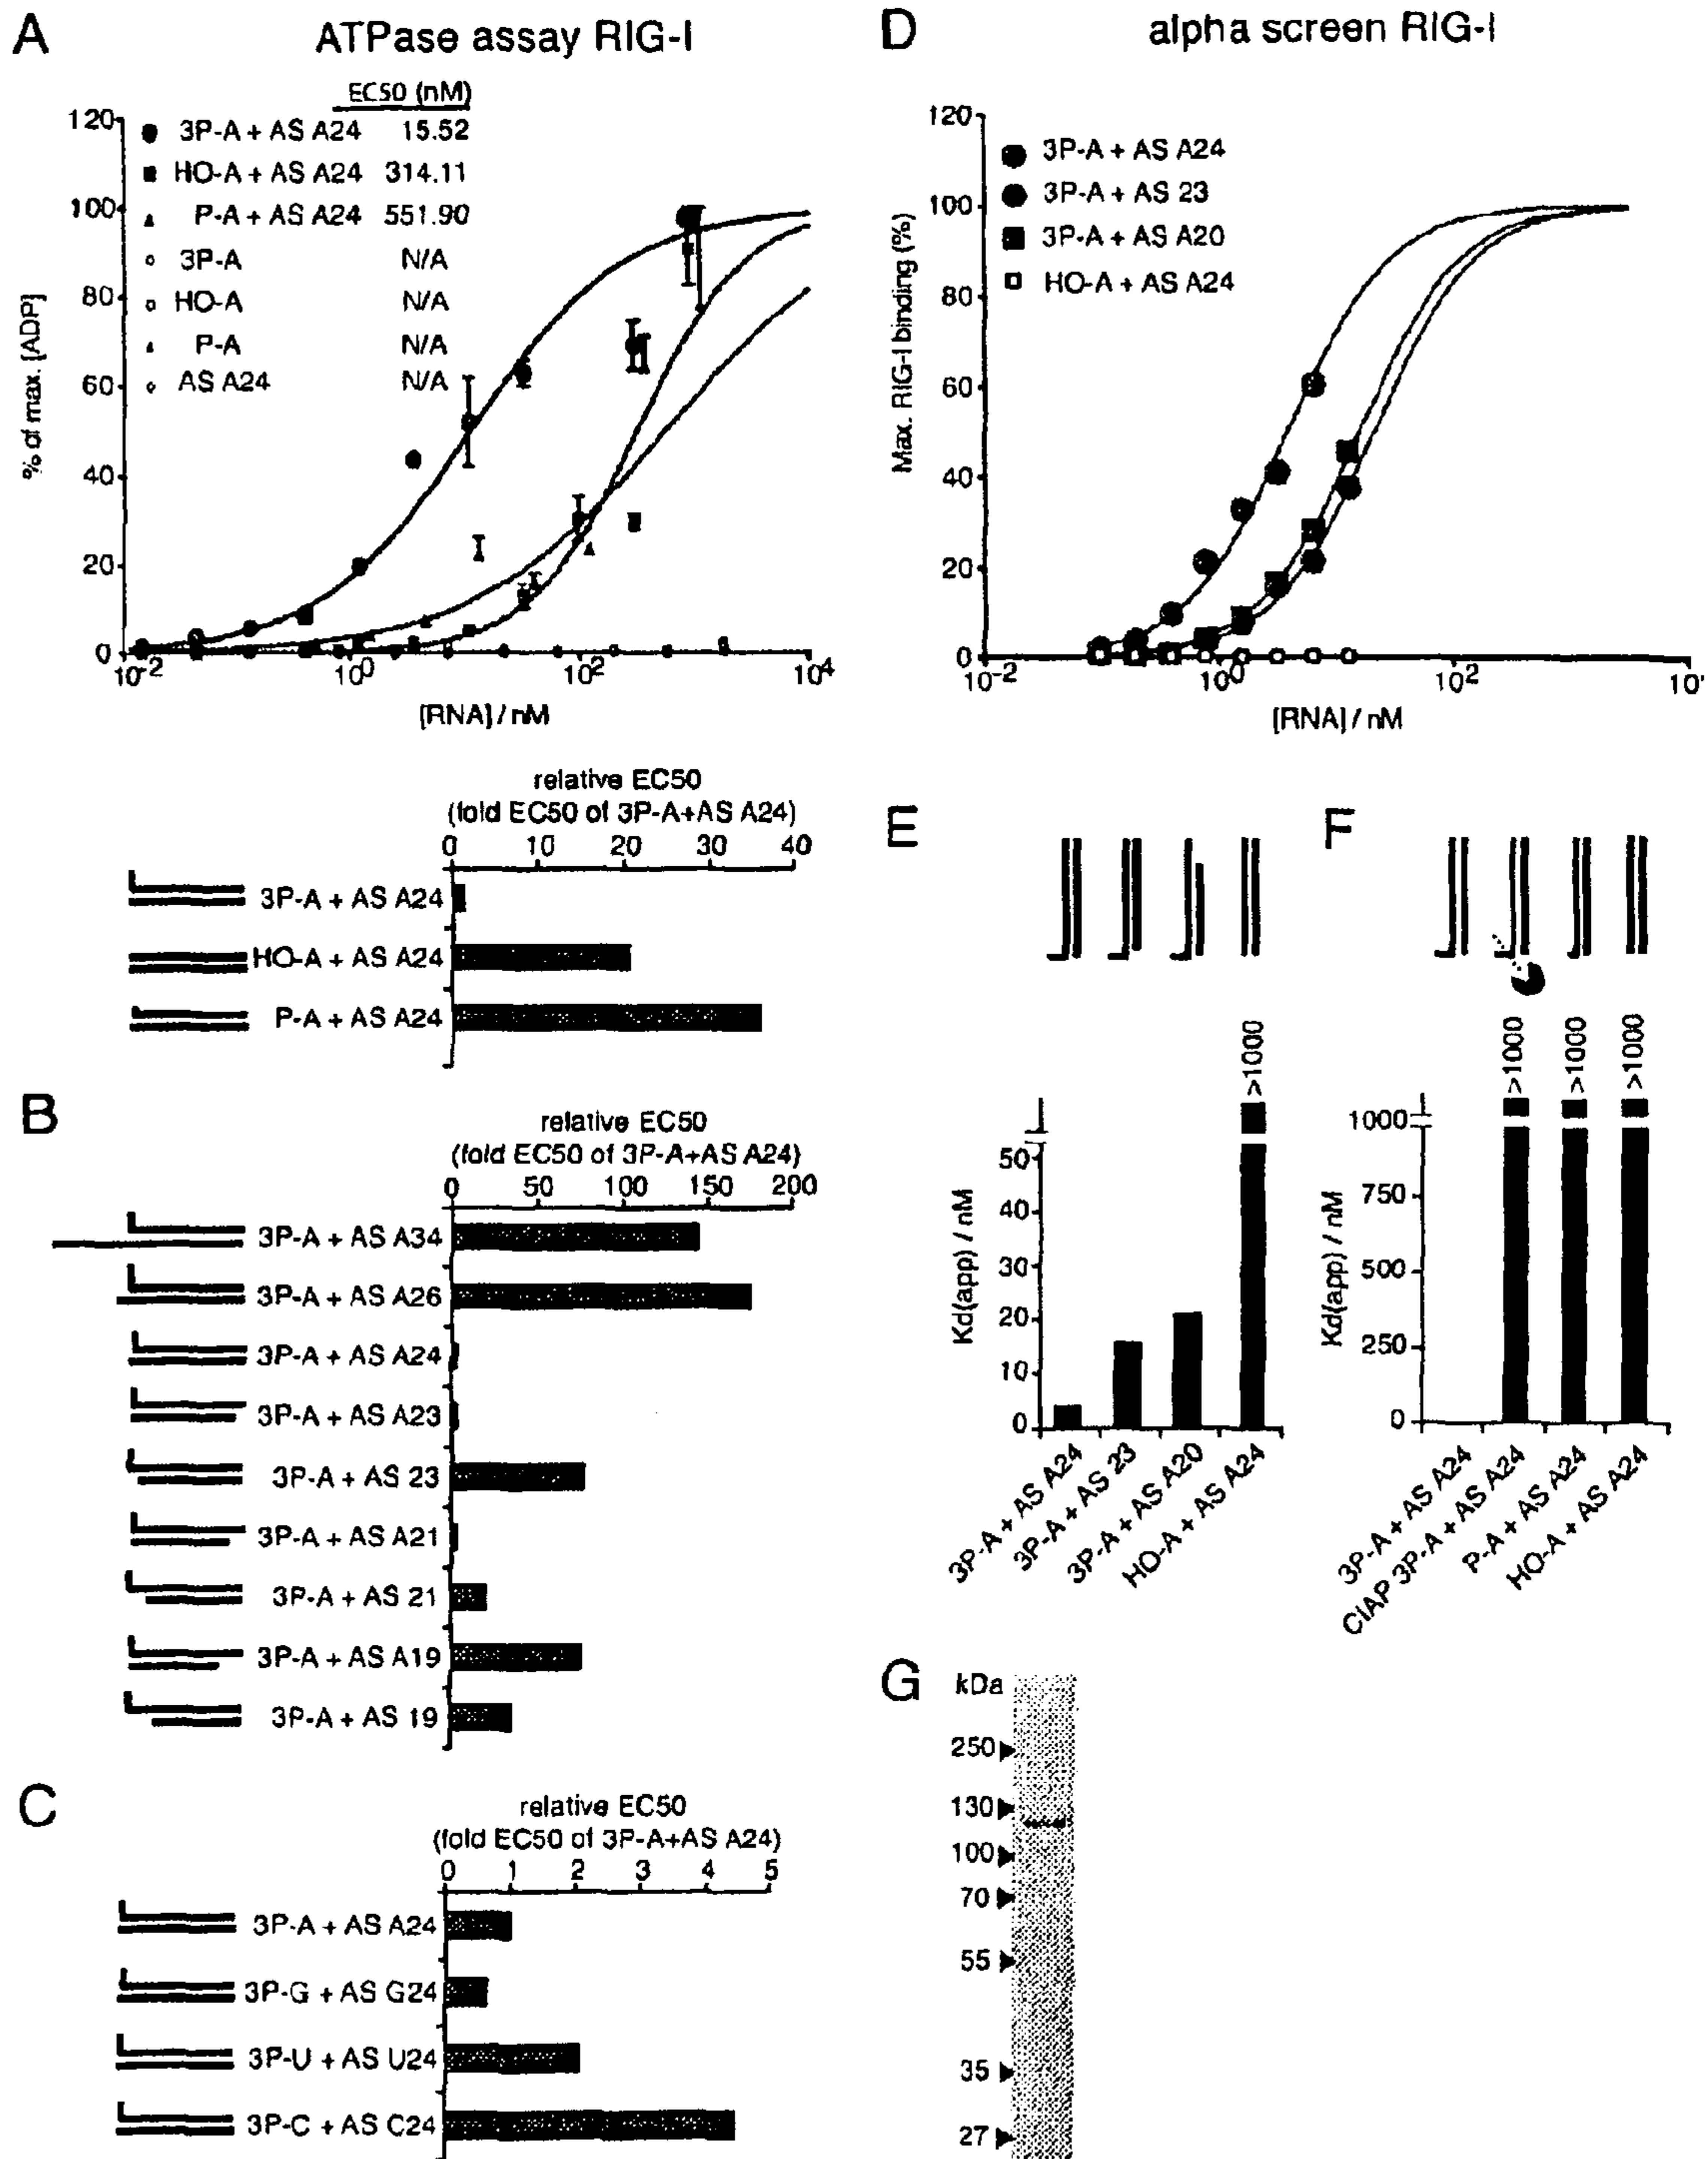 A
ATPase assay RIG-I
EC50 (nM)
3P-A + AS A24 15.52
HO-A + AS A24 314.11
P-A + AS A24 551.90
3P-A N/A
HO-A N/A
P-A N/A
AS A24 N/A
% of max. [ADP]
120
100
80
60
40
20
0
10-2 100 102 104
[RNA] / nM
relative EC50
(fold EC50 of 3P-A+AS A24)
0 10 20 30 40
3P-A + AS A24
HO-A + AS A24
P-A + AS A24
B
relative EC50
(fold EC50 of 3P-A+AS A24)
0 50 100 150 200
3P-A + AS A34
3P-A + AS A26
3P-A + AS A24
3P-A + AS A23
3P-A + AS 23
3P-A + AS A21
3P-A + AS 21
3P-A + AS A19
3P-A + AS 19
C
relative EC50
(fold EC50 of 3P-A+AS A24)
0 1 2 3 4 5
3P-A + AS A24
3P-G + AS G24
3P-U + AS U24
3P-C + AS C24
D
alpha screen RIG-I
3P-A + AS A24
3P-A + AS 23
3P-A + AS A20
HO-A + AS A24
Max. RIG-I binding (%)
120
100
80
60
40
20
0
10-2 100 102 10'
[RNA] / nM
E
>1000
Kd(app) / nM
50
40
30
20
10
0
3P-A + AS A24
3P-A + AS 23
3P-A + AS A20
HO-A + AS A24
F
>1000
>1000
>1000
Kd(app) / nM
1000
750
500
250
0
3P-A + AS A24
CIAP 3P-A + AS A24
P-A + AS A24
HO-A + AS A24
G
kDa
250
130
100
70
55
35
27